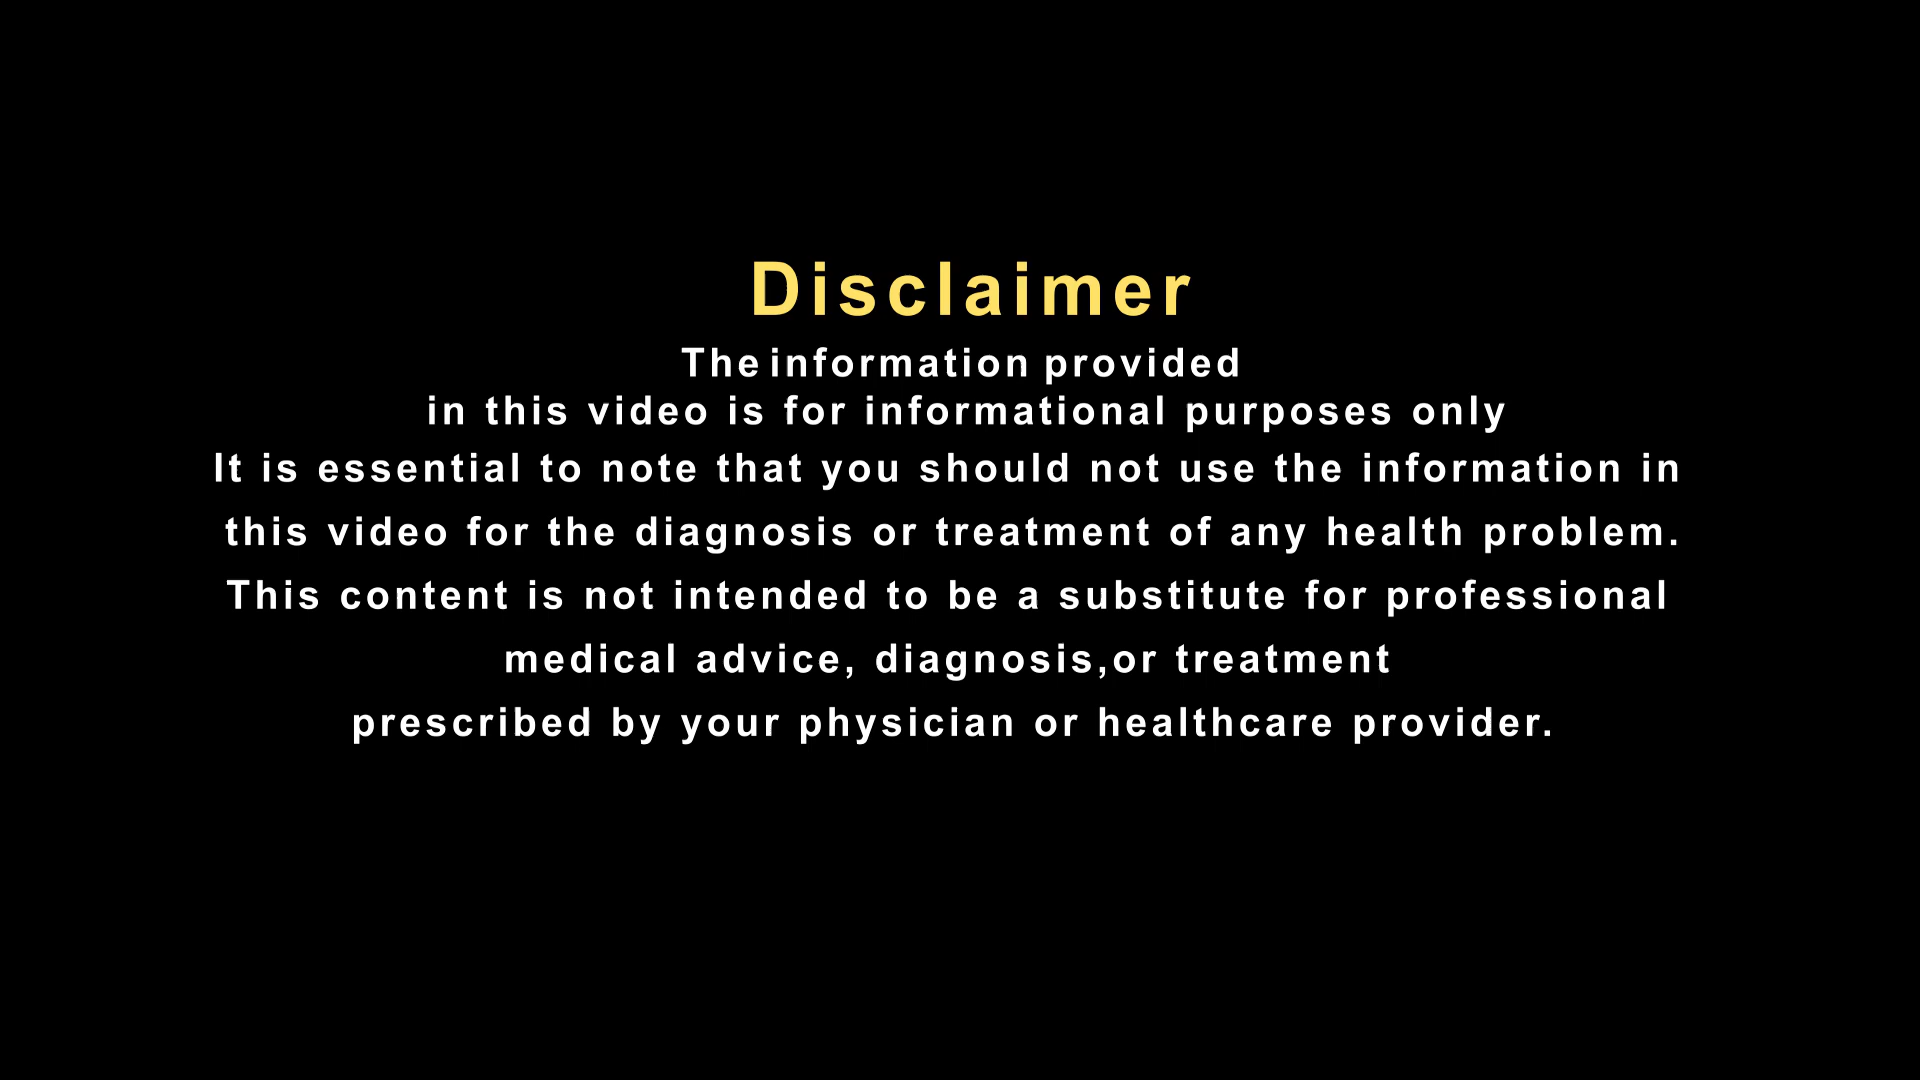 Disclaimer
The information provided
in this video is for informational purposes only
It is essential to note that you should not use the information in
this video for the diagnosis or treatment of any health problem.
This content is not intended to be a substitute for professional
medical advice, diagnosis,or treatment
prescribed by your physician or healthcare provider.